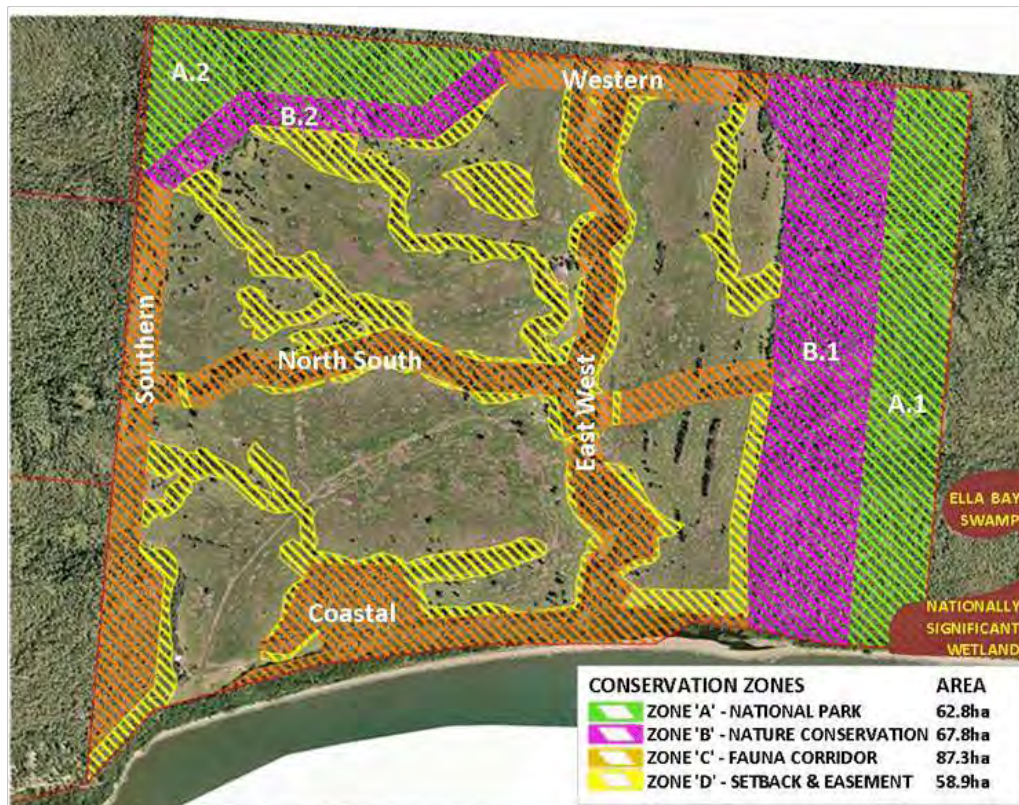 A.2
Western
B.2
B.1
A.1
Southern
North South
East West
Coastal
ELLA BAY
SWAMP
NATIONALLY
SIGNIFICANT
WETLAND
CONSERVATION ZONES AREA
ZONE 'A' - NATIONAL PARK 62.8ha
ZONE 'B' - NATURE CONSERVATION 67.8ha
ZONE 'C' - FAUNA CORRIDOR 87.3ha
ZONE 'D' - SETBACK & EASEMENT 58.9ha